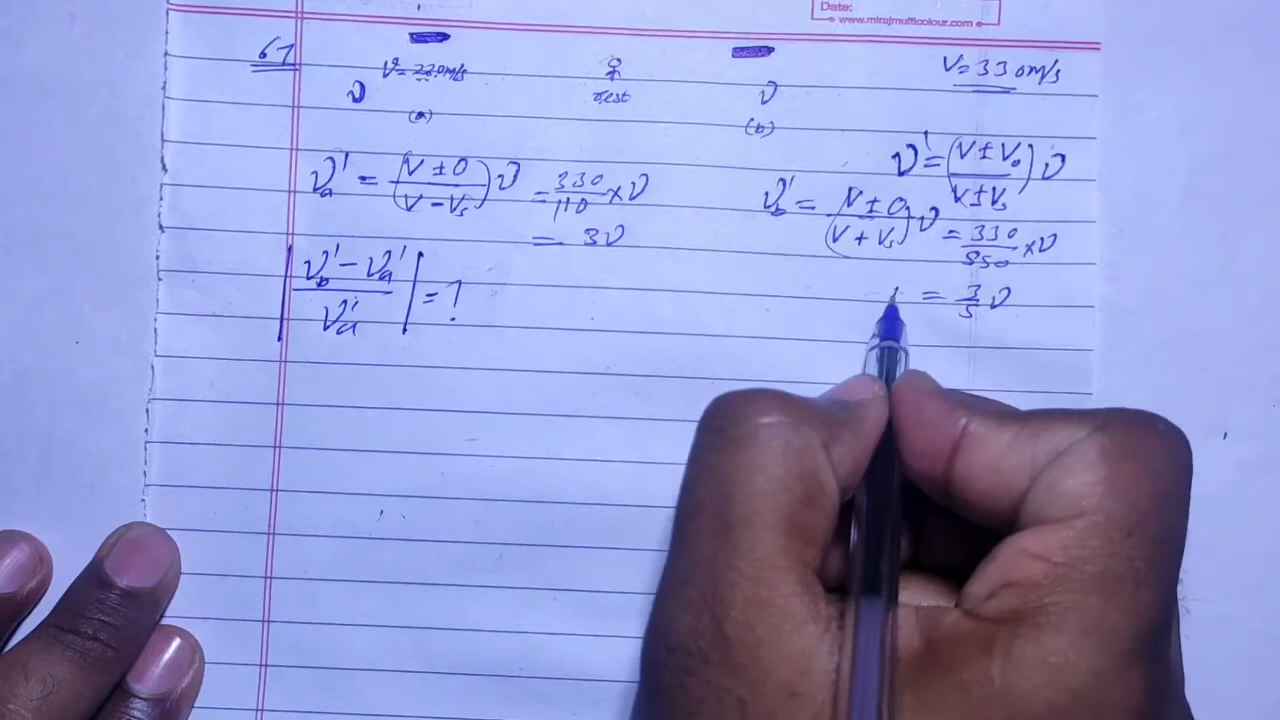 Date:
www.mirajmulticolour.com
61
V = 220m/s
rest
V = 330m/s
ν
ν
(a)
(b)
ν' = (V ± V₀ / V ± Vₛ) ν
νₐ' = (V ± 0 / V - Vₛ) ν = 330/110 × ν
= 3ν
ν_b' = (V ± 0 / V + Vₛ) ν = 330/550 × ν
= 3/5 ν
| ν_b' - νₐ' / νₐ' | = ?